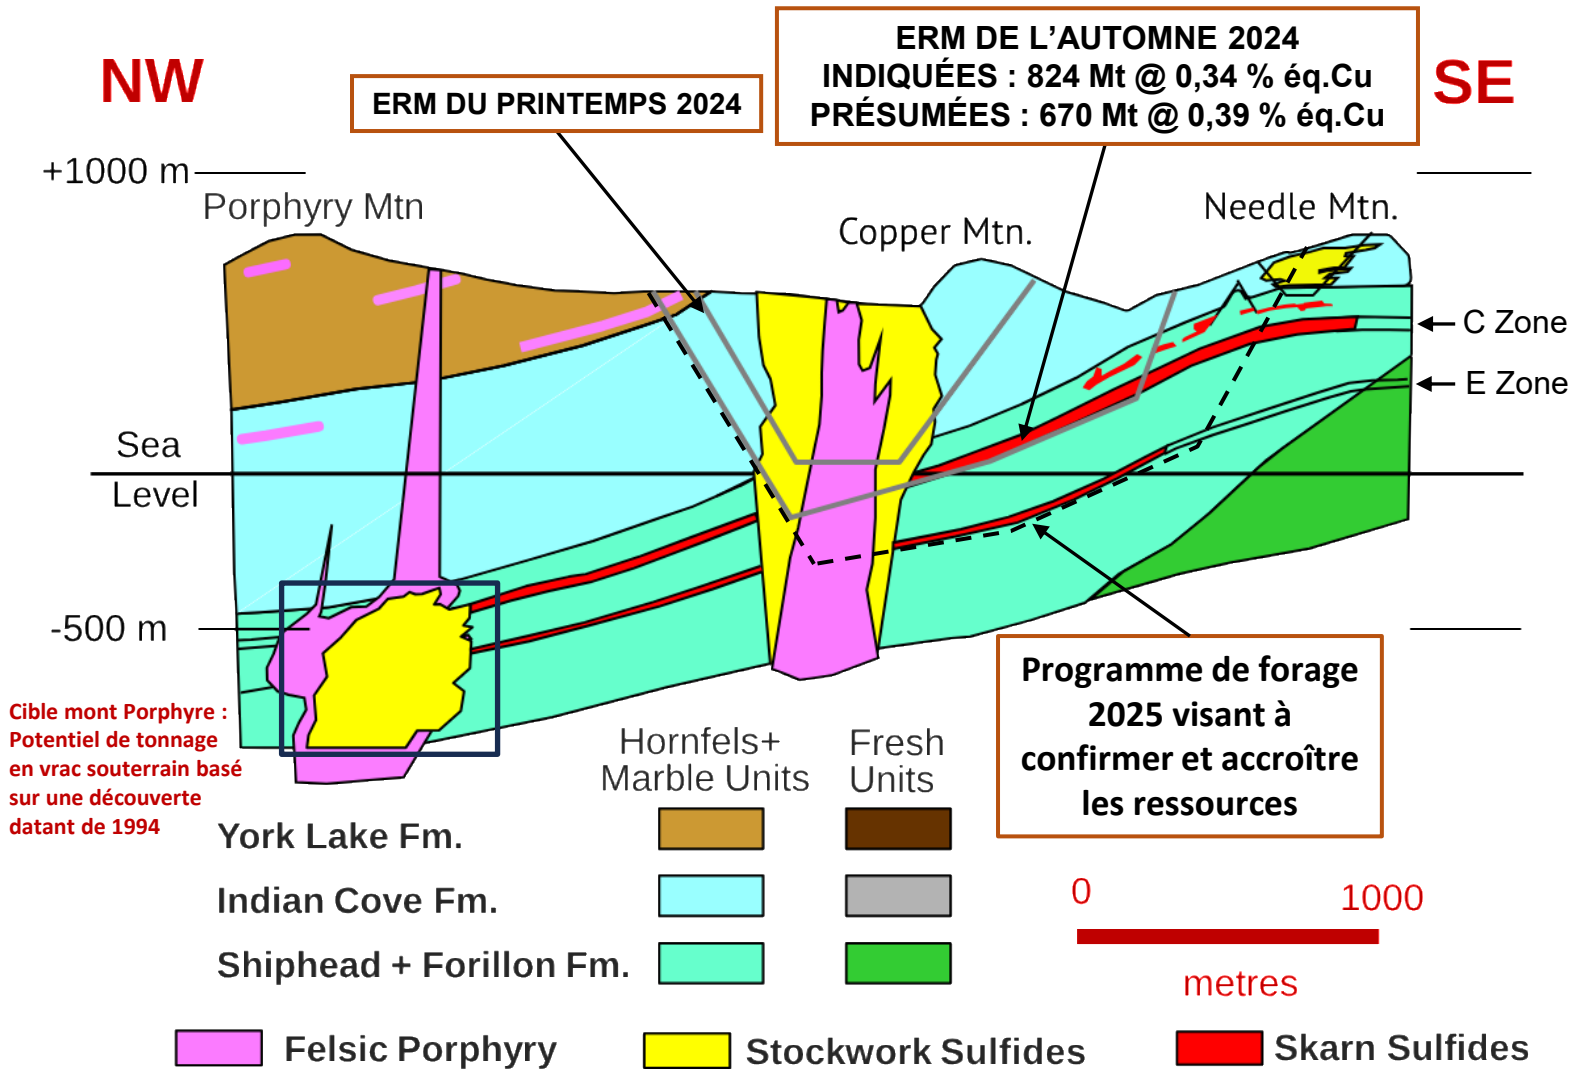 NW
ERM DU PRINTEMPS 2024
ERM DE L’AUTOMNE 2024
INDIQUÉES : 824 Mt @ 0,34 % éq.Cu
PRÉSUMÉES : 670 Mt @ 0,39 % éq.Cu
SE
+1000 m
Porphyry Mtn
Copper Mtn.
Needle Mtn.
C Zone
E Zone
Sea
Level
-500 m
Cible mont Porphyre :
Potientiel de tonnage
en vrac souterrain basé
sur une découverte
datant de 1994
Programme de forage
2025 visant à
confirmer et accroître
les ressources
Hornfels+
Marble Units
Fresh
Units
York Lake Fm.
Indian Cove Fm.
Shiphead + Forillon Fm.
0
1000
metres
Felsic Porphyry
Stockwork Sulfides
Skarn Sulfides